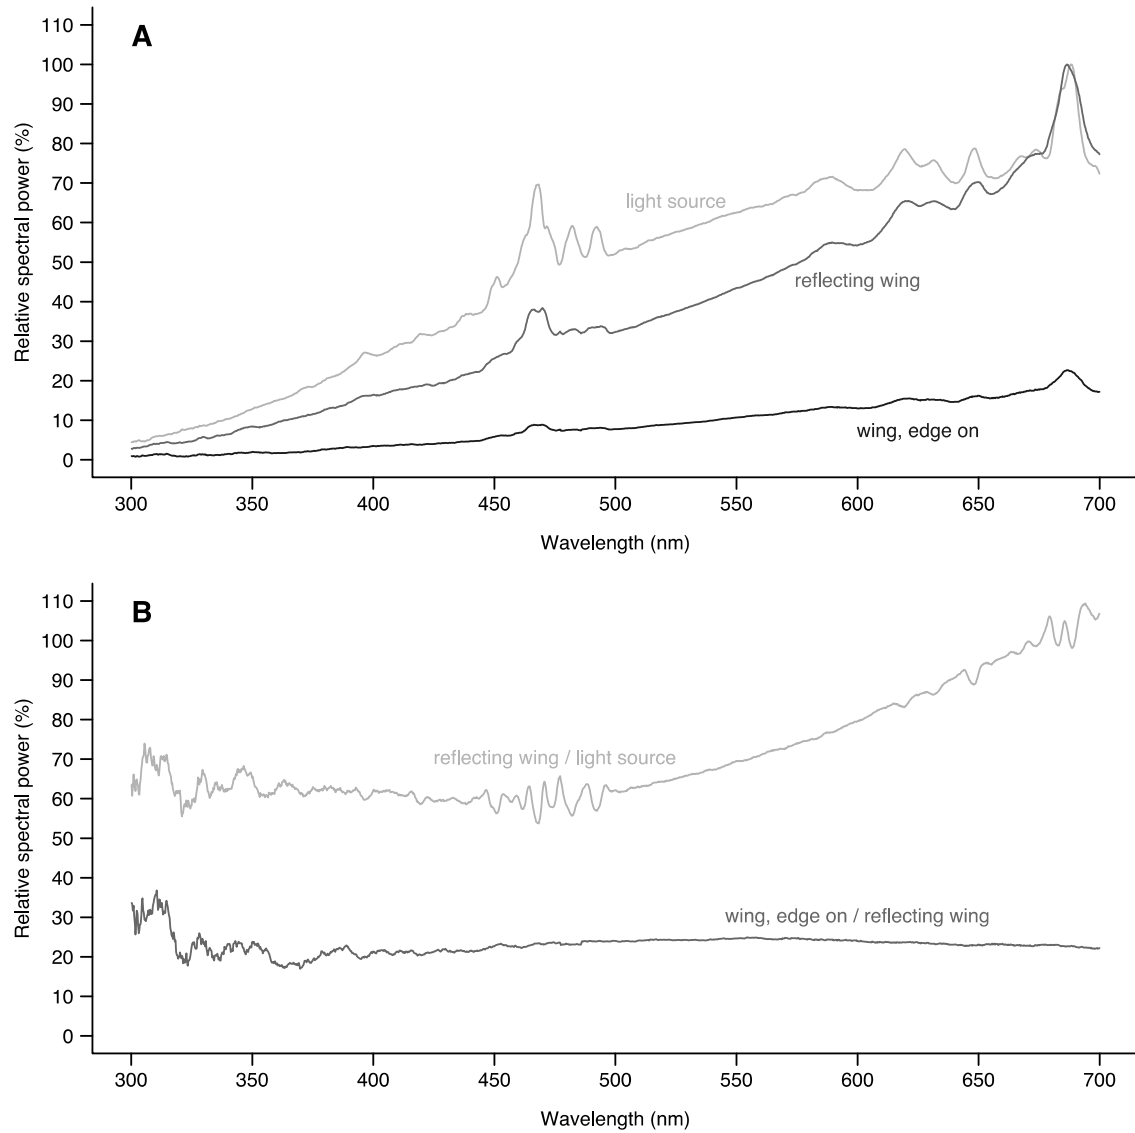 A
Relative spectral power (%)
110
100
90
80
70
60
50
40
30
20
10
0
light source
reflecting wing
wing, edge on
300 350 400 450 500 550 600 650 700
Wavelength (nm)
B
Relative spectral power (%)
110
100
90
80
70
60
50
40
30
20
10
0
reflecting wing / light source
wing, edge on / reflecting wing
300 350 400 450 500 550 600 650 700
Wavelength (nm)